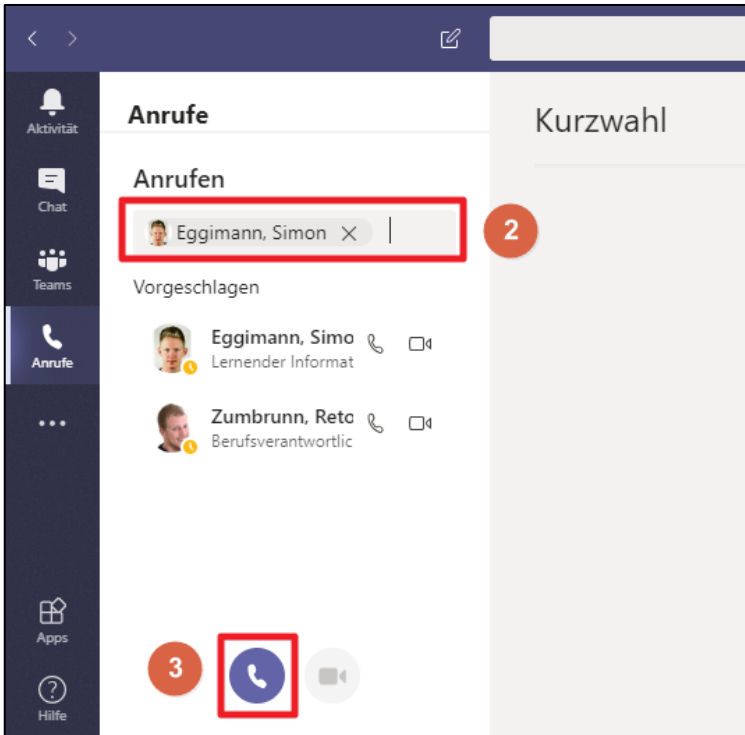 Aktivität
Chat
Teams
Anrufe
Apps
Hilfe
Anrufe
Anrufen
Eggimann, Simon
2
Vorgeschlagen
Eggimann, Simo
Lernender Informat
Zumbrunn, Reto
Berufsverantwortlic
3
Kurzwahl